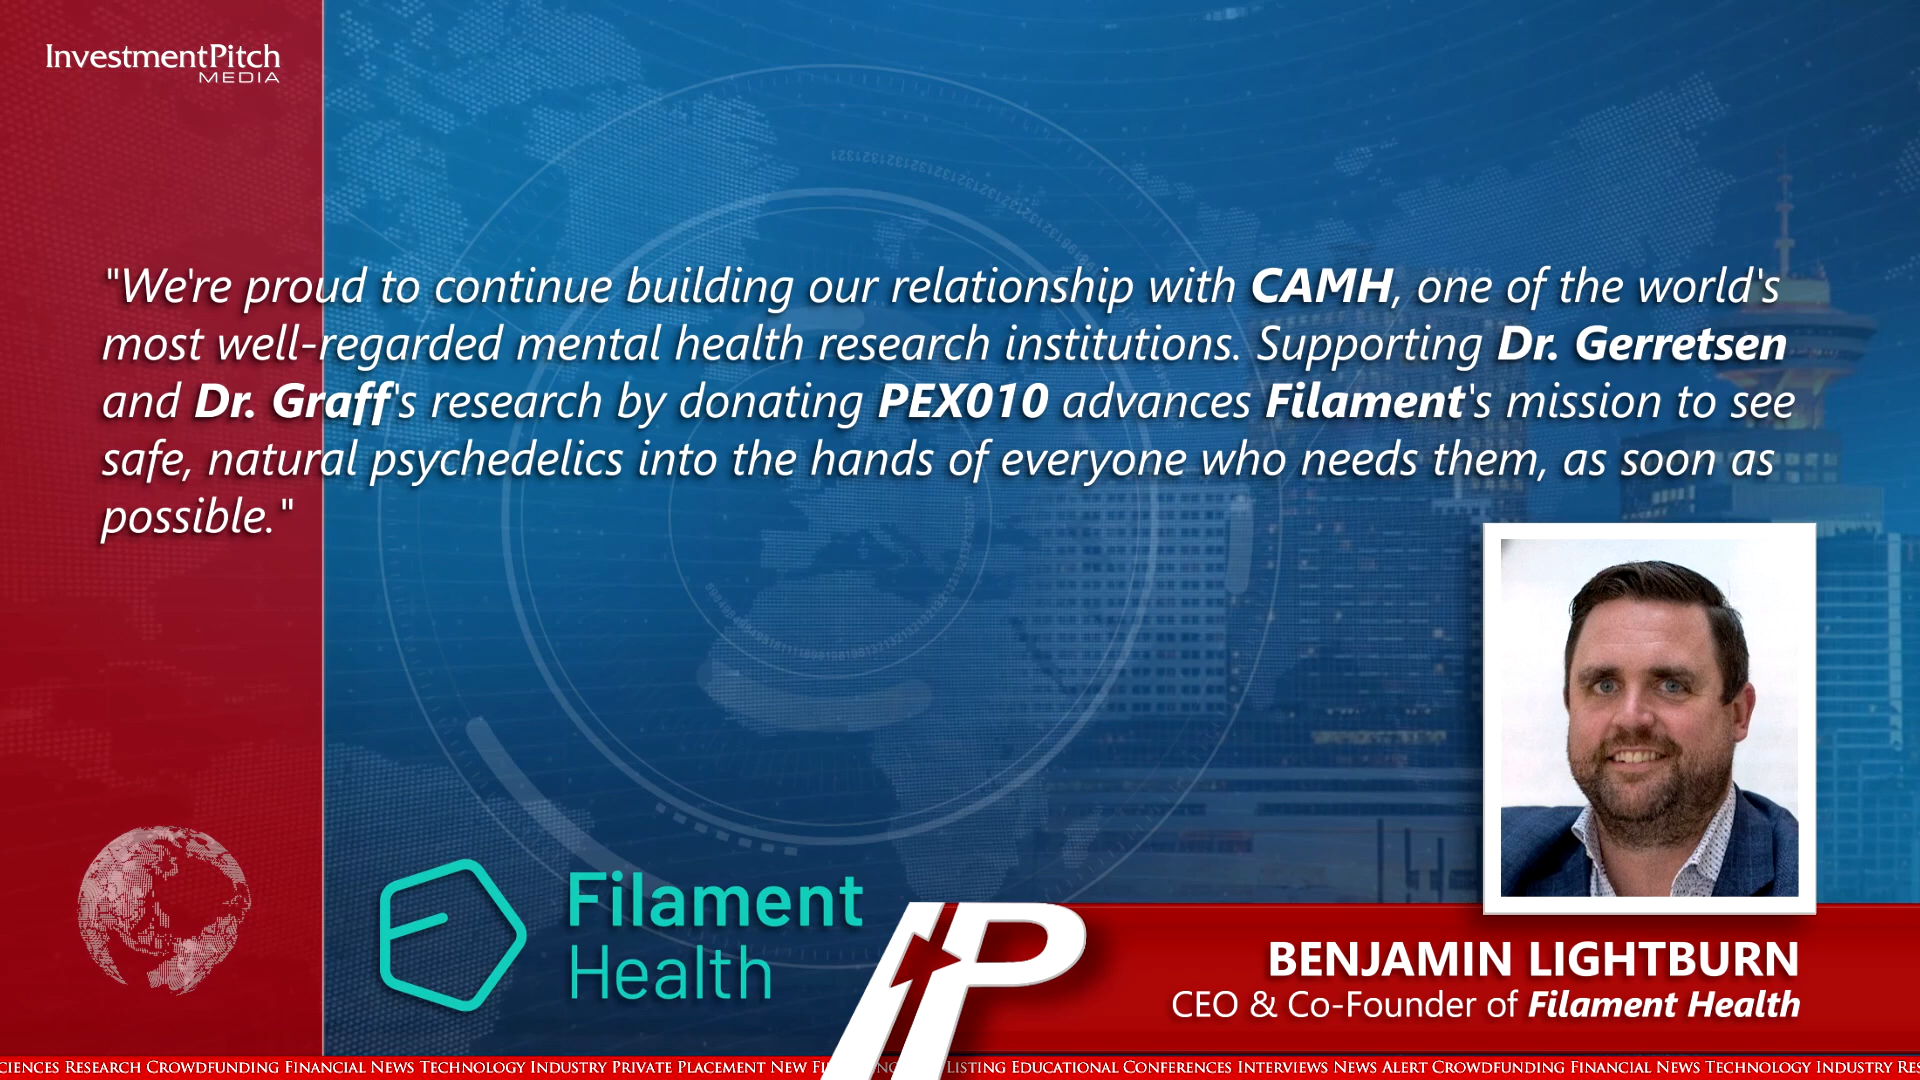 InvestmentPitch
MEDIA
"We're proud to continue building our relationship with CAMH, one of the world's
most well-regarded mental health research institutions. Supporting Dr. Gerretsen
and Dr. Graff's research by donating PEX010 advances Filament's mission to see
safe, natural psychedelics into the hands of everyone who needs them, as soon as
possible."
Filament
Health
IP
BENJAMIN LIGHTBURN
CEO & Co-Founder of Filament Health
RESEARCH CROWDFUNDING FINANCIAL NEWS TECHNOLOGY INDUSTRY PRIVATE PLACEMENT NEW LISTING EDUCATIONAL CONFERENCES INTERVIEWS NEWS ALERT CROWDFUNDING FINANCIAL NEWS TECHNOLOGY INDUSTRY